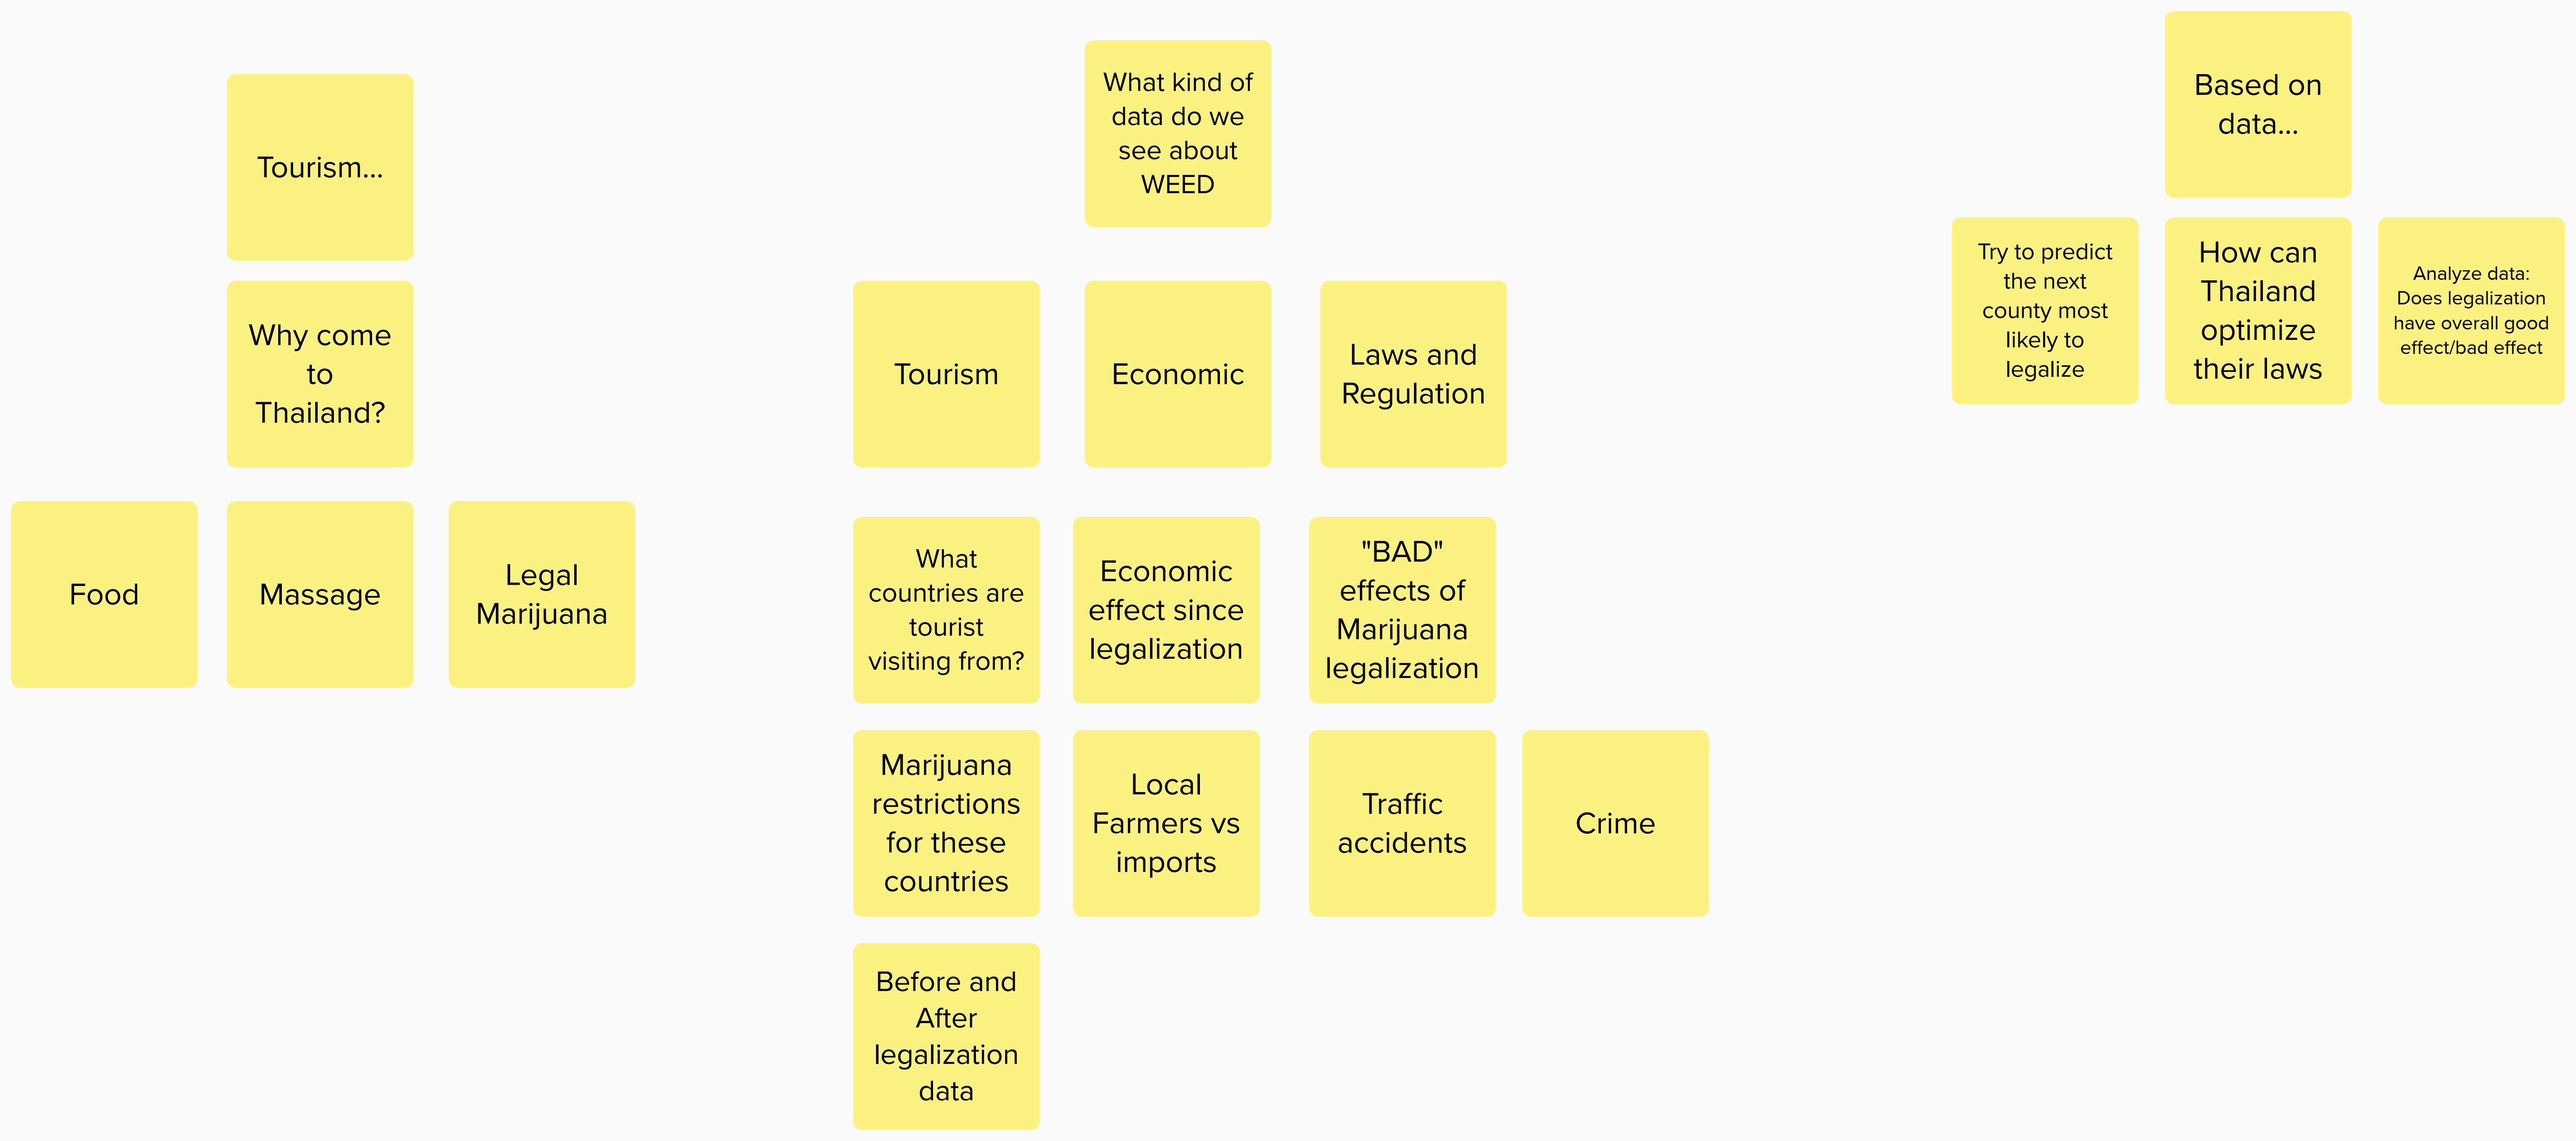 Tourism...
Why come
to
Thailand?
Food
Massage
Legal
Marijuana
What kind of
data do we
see about
WEED
Tourism
Economic
Laws and
Regulation
What
countries are
tourist
visiting from?
Economic
effect since
legalization
"BAD"
effects of
Marijuana
legalization
Marijuana
restrictions
for these
countries
Local
Farmers vs
imports
Traffic
accidents
Crime
Before and
After
legalization
data
Based on
data...
Try to predict
the next
county most
likely to
legalize
How can
Thailand
optimize
their laws
Analyze data:
Does legalization
have overall good
effect/bad effect